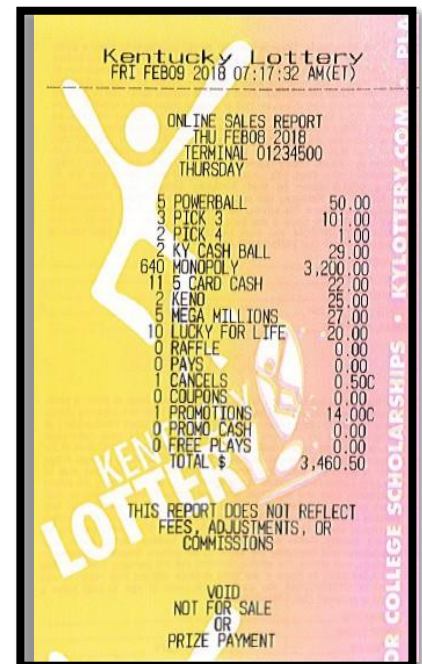 Kentucky Lottery
FRI FEB09 2018 07:17:32 AM(ET)
ONLINE SALES REPORT
THU FEB08 2018
TERMINAL 01234500
THURSDAY
5 POWERBALL 50.00
3 PICK 3 101.00
2 PICK 4 1.00
2 KY CASH BALL 29.00
640 MONOPOLY 3,200.00
11 5 CARD CASH 22.00
2 KENO 25.00
5 MEGA MILLIONS 27.00
10 LUCKY FOR LIFE 20.00
0 RAFFLE 0.00
0 PAYS 0.00
1 CANCELS 0.50C
0 COUPONS 0.00
1 PROMOTIONS 14.00C
0 PROMO CASH 0.00
0 FREE PLAYS 0.00
TOTAL $ 3,460.50
THIS REPORT DOES NOT REFLECT
FEES, ADJUSTMENTS, OR
COMMISSIONS
VOID
NOT FOR SALE
OR
PRIZE PAYMENT
KENTUCKY
LOTTERY
OR COLLEGE SCHOLARSHIPS • KYLOTTERY.COM • PLA